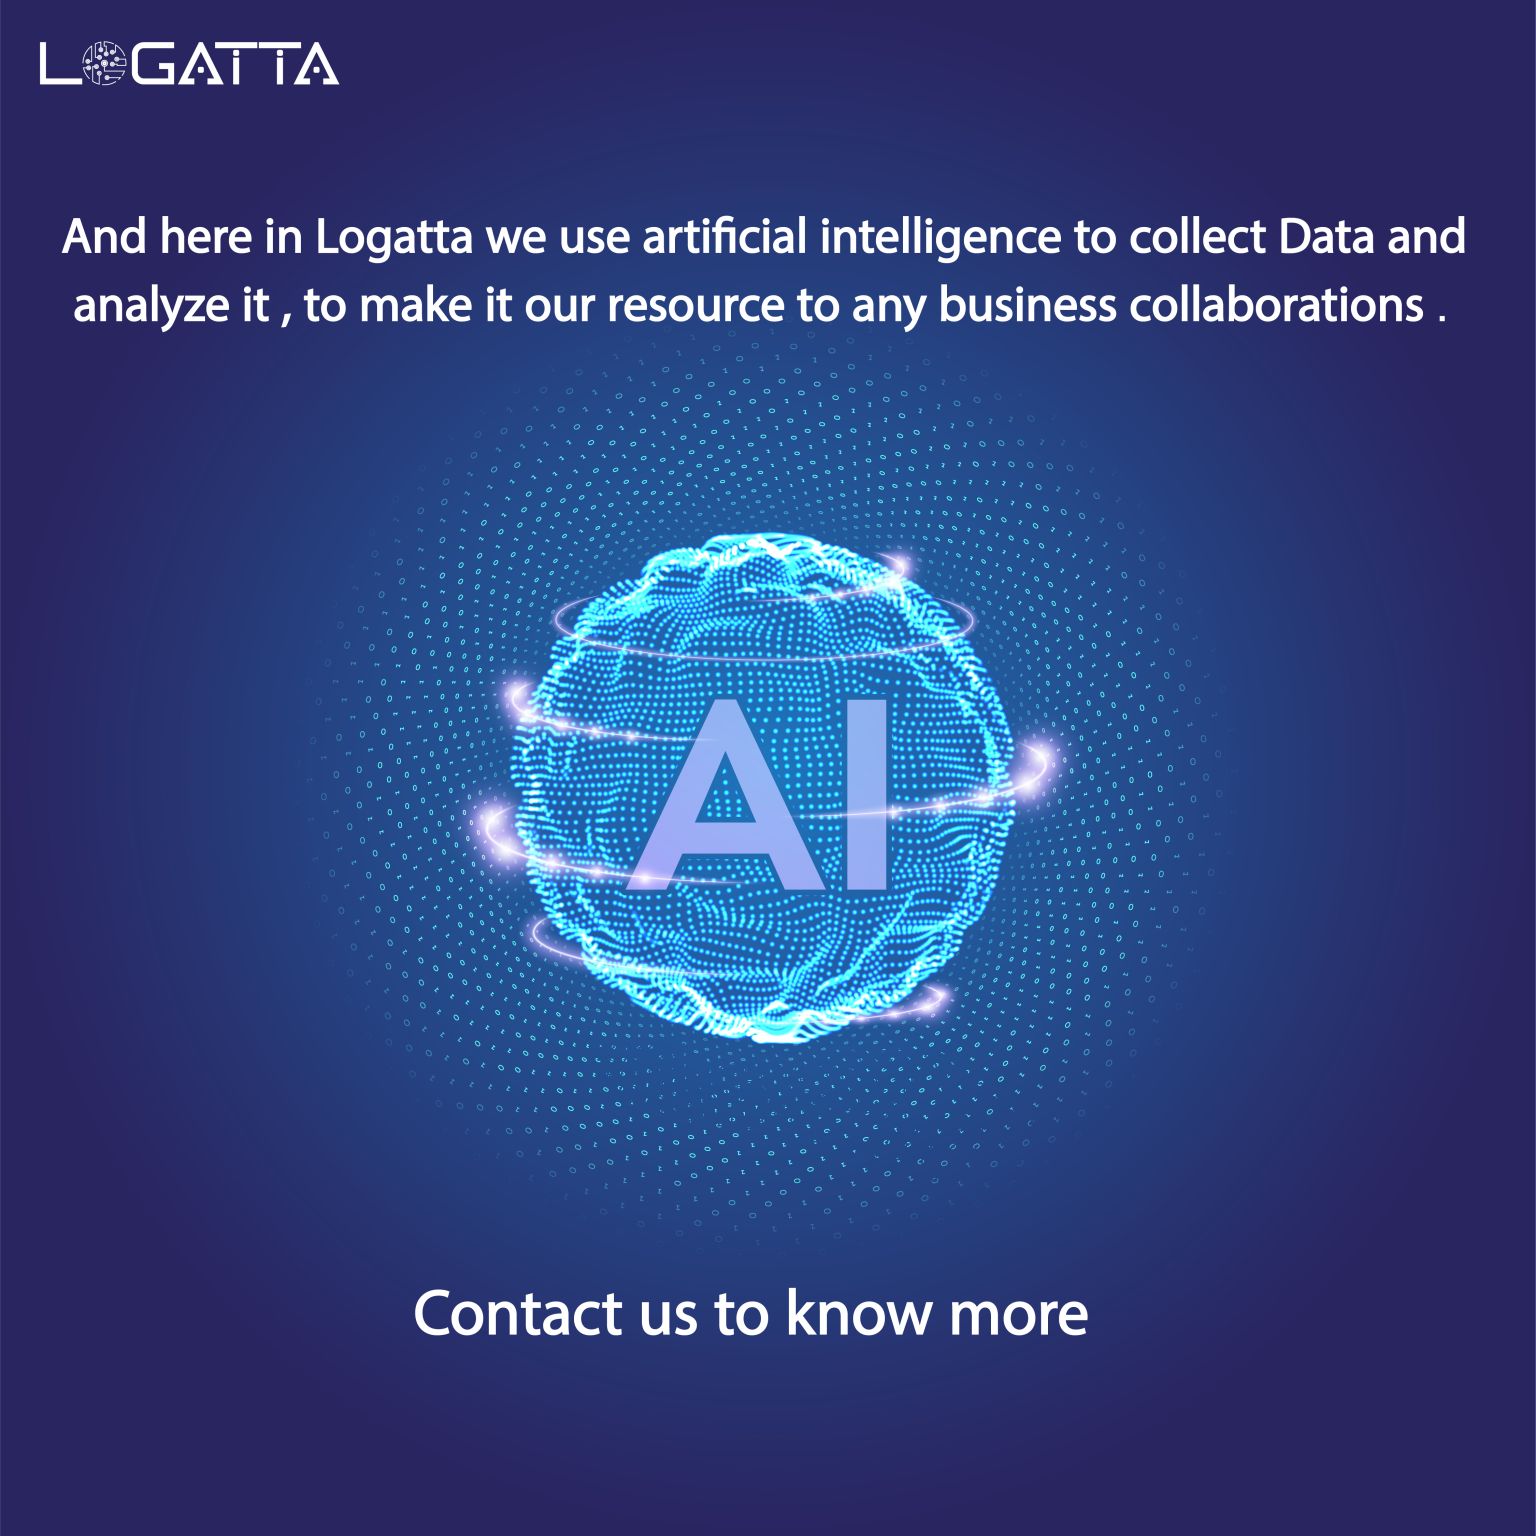 LOGATTA
And here in Logatta we use artificial intelligence to collect Data and
analyze it , to make it our resource to any business collaborations .
AI
Contact us to know more